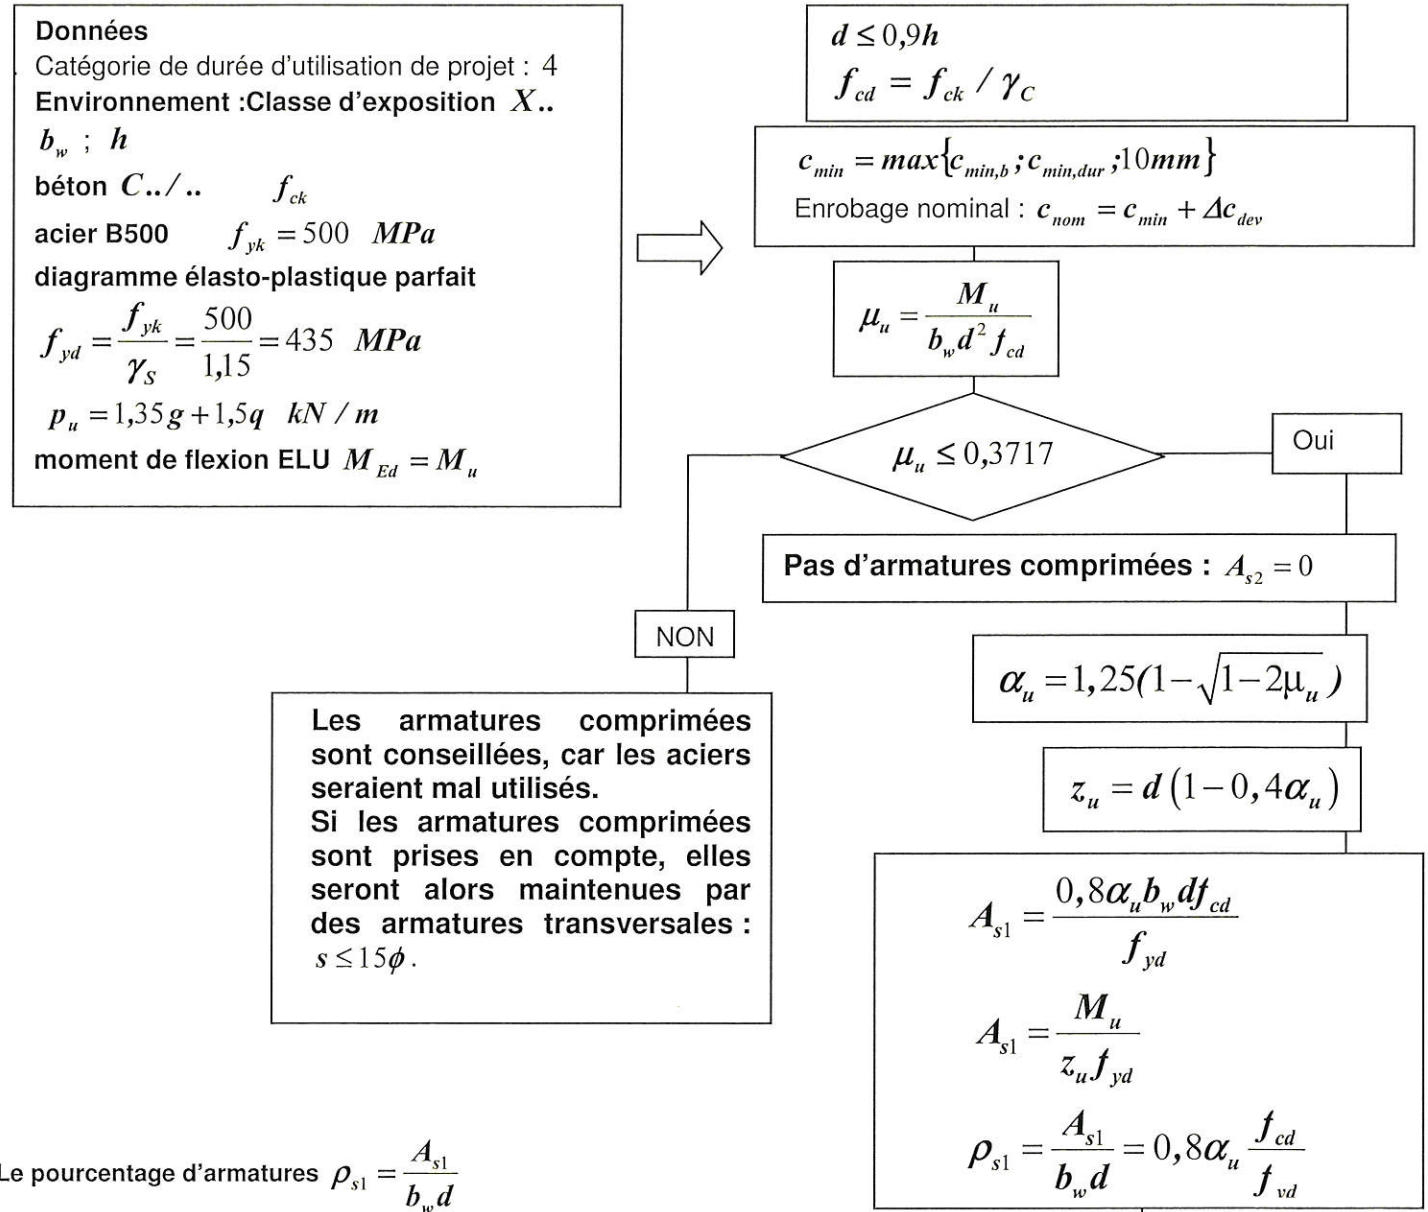 Données
. Catégorie de durée d'utilisation de projet : 4
Environnement :Classe d'exposition X..
b_w ; h
béton C../.. f_ck
acier B500 f_yk = 500 MPa
diagramme élasto-plastique parfait
f_yd = f_yk / γ_S = 500 / 1,15 = 435 MPa
p_u = 1,35g + 1,5q kN / m
moment de flexion ELU M_Ed = M_u
d ≤ 0,9h
f_cd = f_ck / γ_C
c_min = max{c_min,b ; c_min,dur ; 10mm}
Enrobage nominal : c_nom = c_min + Δc_dev
μ_u = M_u / b_w d² f_cd
μ_u ≤ 0,3717
Oui
Pas d'armatures comprimées : A_s2 = 0
NON
α_u = 1,25(1−√(1−2μ_u))
z_u = d(1−0,4α_u)
Les armatures comprimées
sont conseillées, car les aciers
seraient mal utilisés.
Si les armatures comprimées
sont prises en compte, elles
seront alors maintenues par
des armatures transversales :
s ≤ 15φ.
A_s1 = 0,8α_u b_w d f_cd / f_yd
A_s1 = M_u / z_u f_yd
ρ_s1 = A_s1 / b_w d = 0,8α_u f_cd / f_yd
Le pourcentage d'armatures ρ_s1 = A_s1 / b_w d